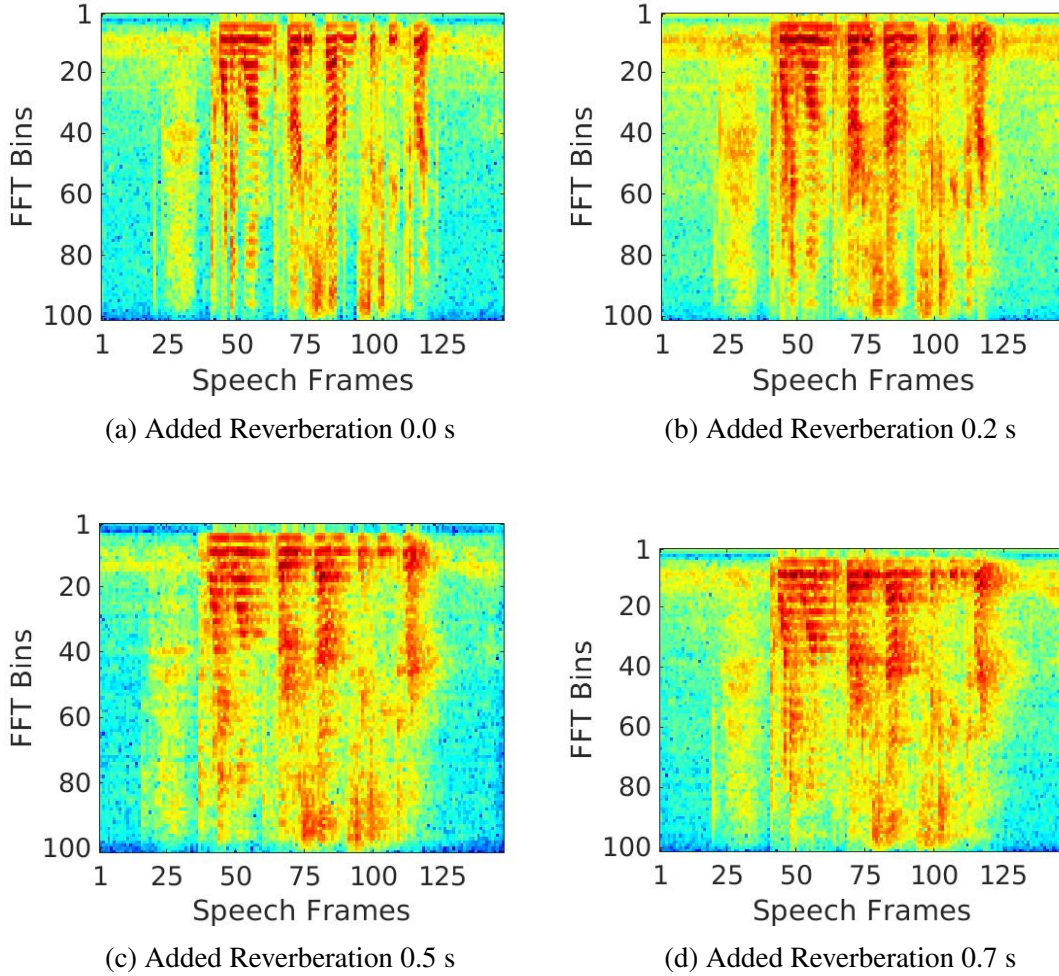 1
20
40
60
80
100
FFT Bins
1 25 50 75 100 125
Speech Frames
(a) Added Reverberation 0.0 s
1
20
40
60
80
100
FFT Bins
1 25 50 75 100 125
Speech Frames
(b) Added Reverberation 0.2 s
1
20
40
60
80
100
FFT Bins
1 25 50 75 100 125
Speech Frames
(c) Added Reverberation 0.5 s
1
20
40
60
80
100
FFT Bins
1 25 50 75 100 125
Speech Frames
(d) Added Reverberation 0.7 s